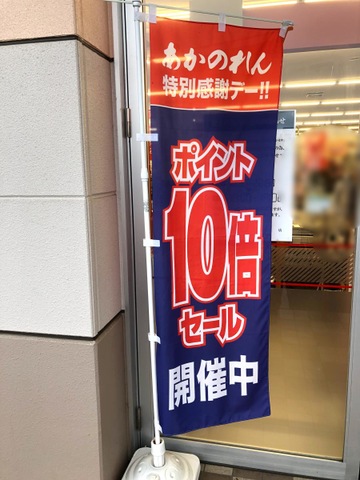 あかのれん
特別感謝デー!!
ポイント
10倍
セール
開催中